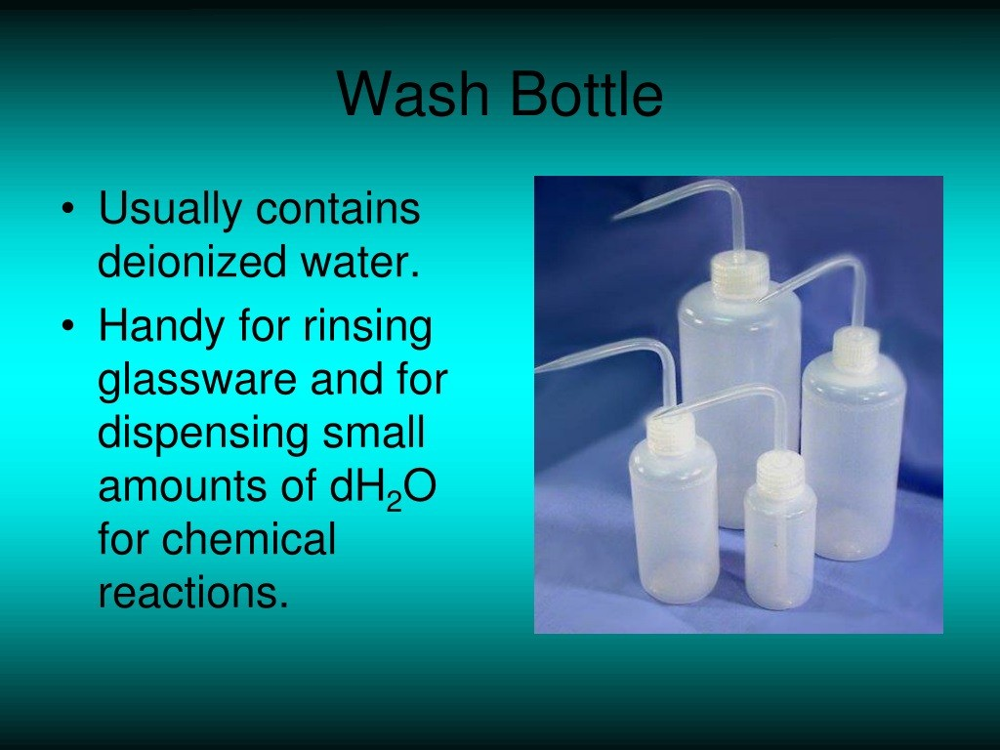 Wash Bottle
• Usually contains
deionized water.
• Handy for rinsing
glassware and for
dispensing small
amounts of dH₂O
for chemical
reactions.